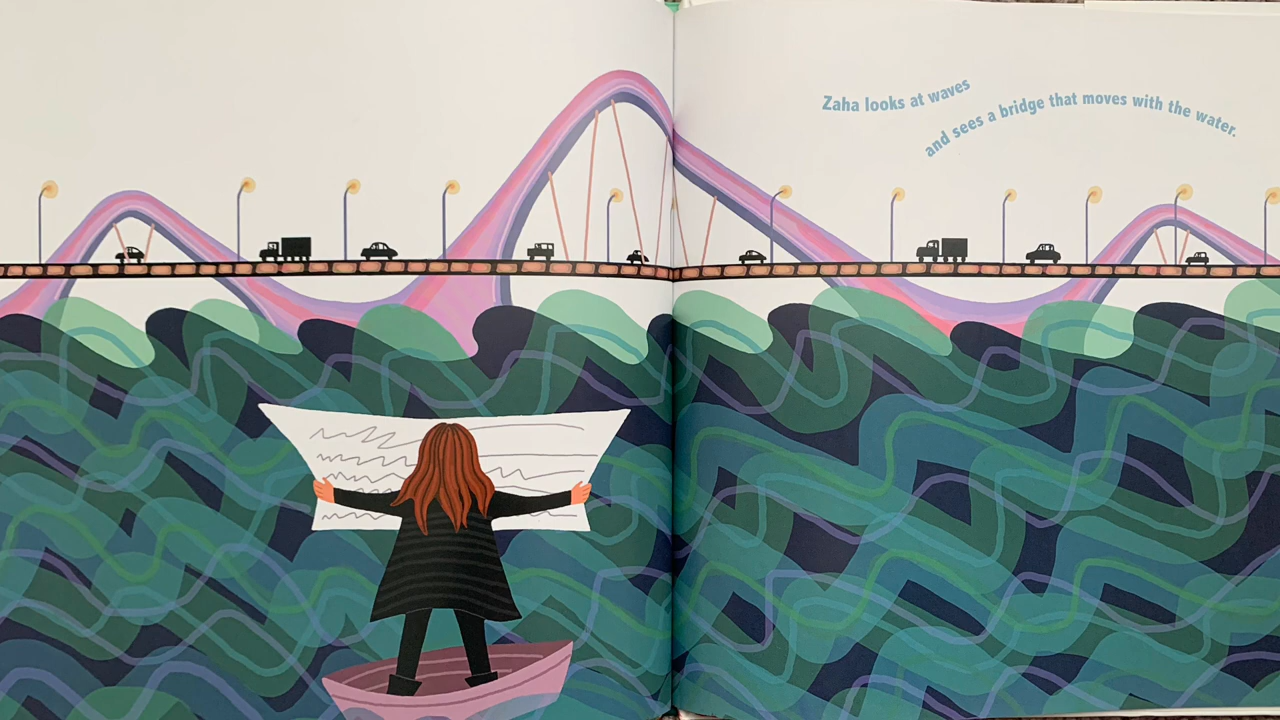 Zaha looks at waves
and sees a bridge that moves with the water.